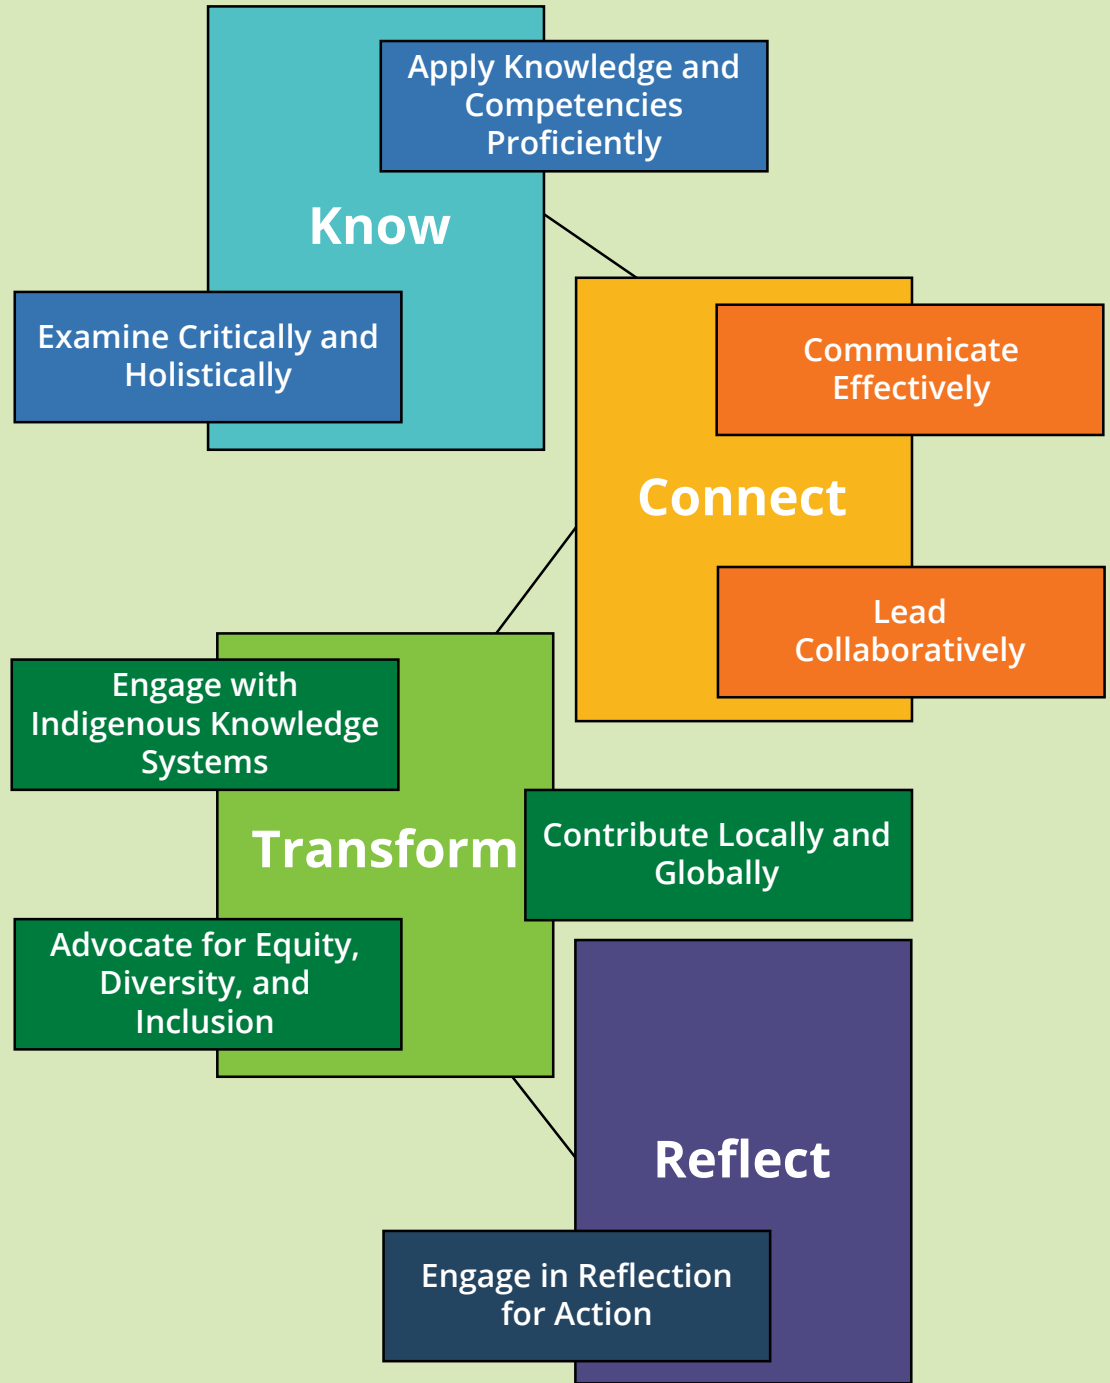 Apply Knowledge and
Competencies
Proficiently
Know
Examine Critically and
Holistically
Communicate
Effectively
Connect
Lead
Collaboratively
Engage with
Indigenous Knowledge
Systems
Transform
Contribute Locally and
Globally
Advocate for Equity,
Diversity, and
Inclusion
Reflect
Engage in Reflection
for Action